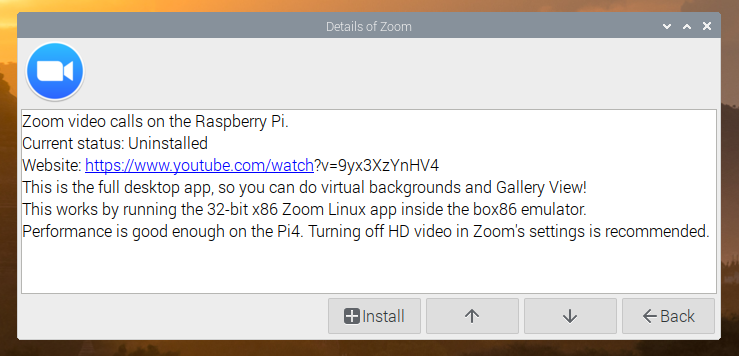 Details of Zoom
Zoom video calls on the Raspberry Pi.
Current status: Uninstalled
Website: https://www.youtube.com/watch?v=9yx3XzYnHV4
This is the full desktop app, so you can do virtual backgrounds and Gallery View!
This works by running the 32-bit x86 Zoom Linux app inside the box86 emulator.
Performance is good enough on the Pi4. Turning off HD video in Zoom's settings is recommended.
Install
Back